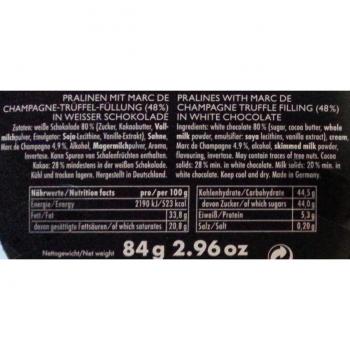 PRALINEN MIT MARC DE
CHAMPAGNE-TRÜFFEL-FÜLLUNG (48%)
IN WEISSER SCHOKOLADE
Zutaten: weiße Schokolade 80 % (Zucker, Kakaobutter, Voll-
milchpulver, Emulgator: Soja-Lecithine, Vanille-Extrakt), Sahne,
Marc de Champagne 4,9 %, Alkohol, Magermilchpulver, Aroma,
Invertose. Kann Spuren von Schalenfrüchten enthalten.
Kakao: 28 % mindestens in der weißen Schokolade.
Kühl und trocken lagern. Hergestellt in Deutschland.
PRALINES WITH MARC DE
CHAMPAGNE TRUFFLE FILLING (48%)
IN WHITE CHOCOLATE
Ingredients: white chocolate 80 % (sugar, cocoa butter, whole
milk powder, emulsifier: soya lecithins, vanilla extract), cream,
Marc de Champagne 4,9 %, alcohol, skimmed milk powder,
flavouring, invertose. May contain traces of tree nuts. Cocoa
solids: 28 % minimum. Milk solids: 20 % min. in white
chocolate. Keep cool and dry. Made in Germany.
Nährwerte/Nutrition facts pro/per 100 g
Energie/Energy 2190 kJ/523 kcal
Fett/Fat 33,8 g
davon gesättigte Fettsäuren/of which saturates 20,8 g
Kohlenhydrate/Carbohydrate 44,5 g
davon Zucker/of which sugars 44,0 g
Eiweiß/Protein 5,3 g
Salz/Salt 0,20 g
Nettogewicht/Net weight 84 g 2.96 oz